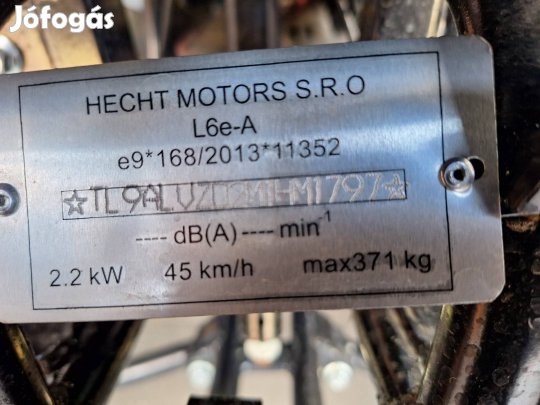 Jófogás
HECHT MOTORS S.R.O
L6e-A
e9*168/2013*11352
---- dB(A) ---- min-1
2.2 kW 45 km/h max371 kg